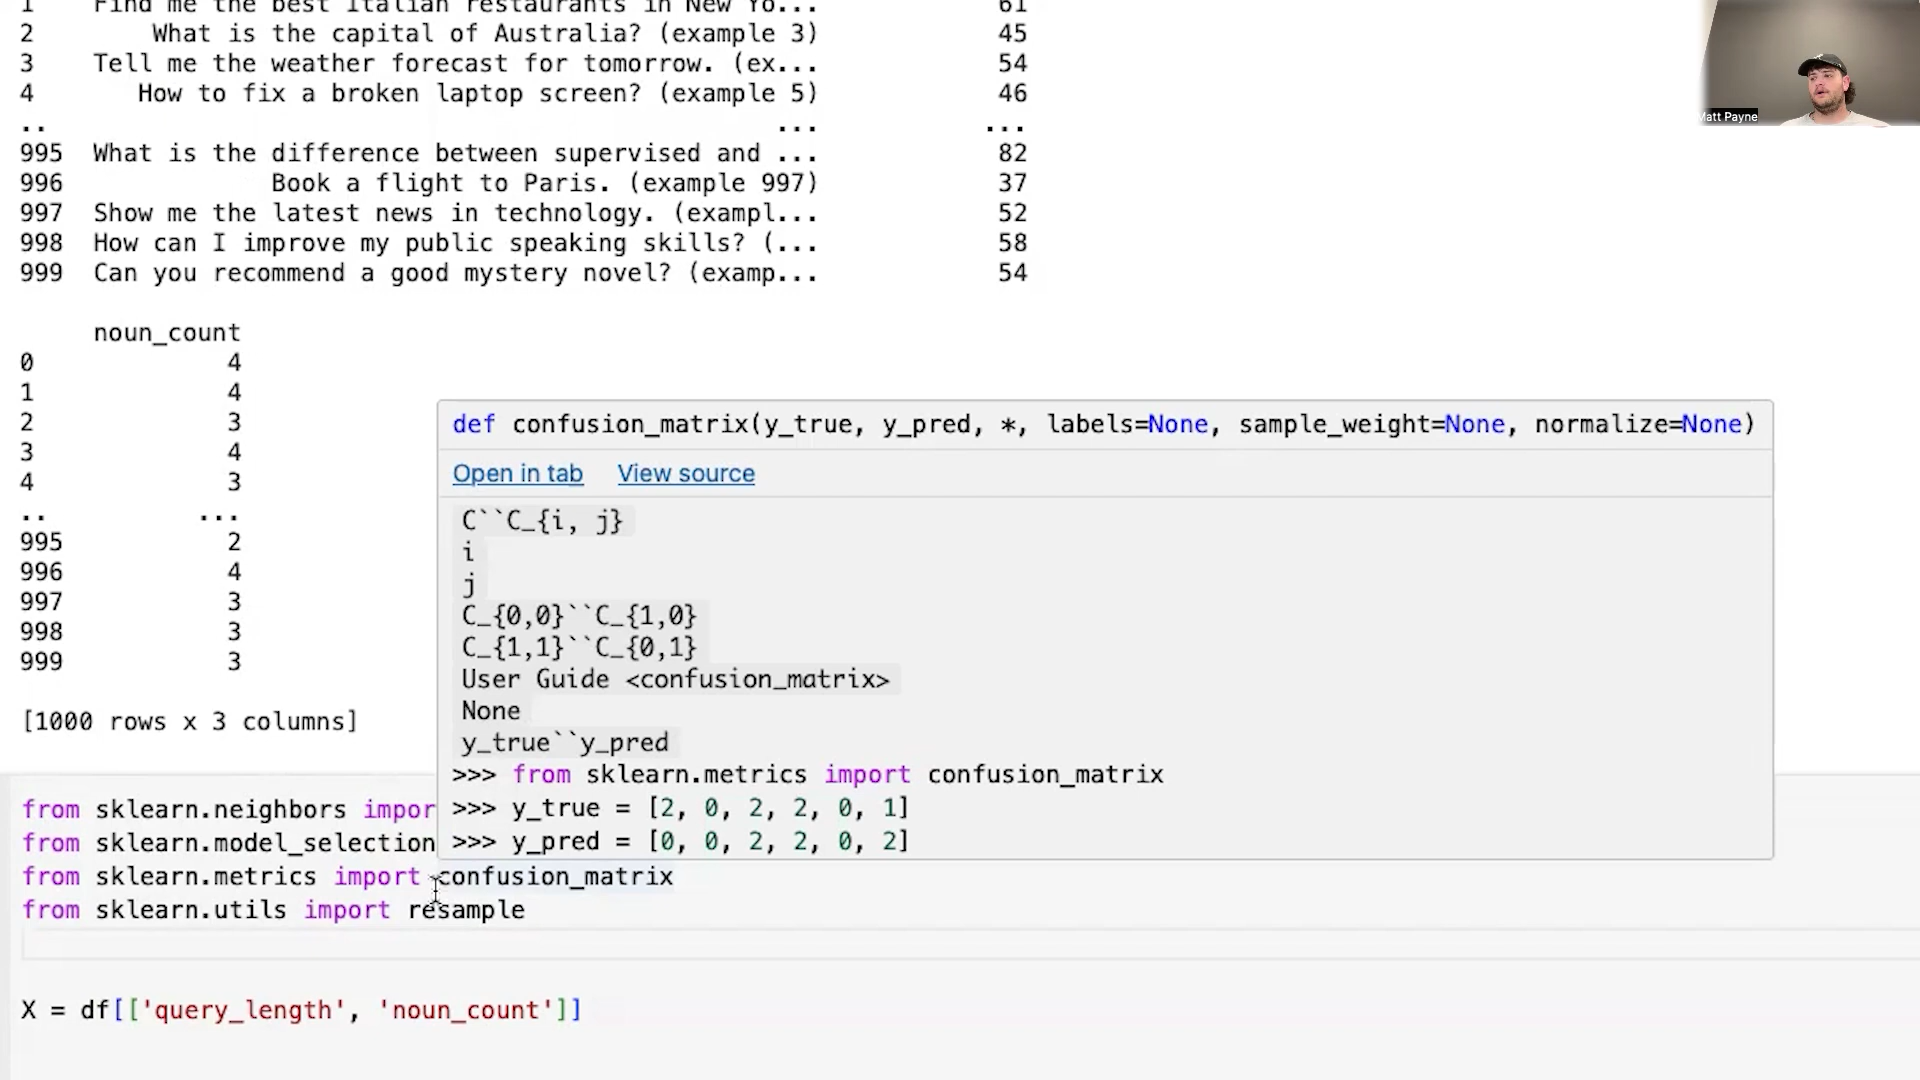 1 Find me the best Italian restaurants in New Yo... 61
2 What is the capital of Australia? (example 3) 45
3 Tell me the weather forecast for tomorrow. (ex... 54
4 How to fix a broken laptop screen? (example 5) 46
.. ... ...
995 What is the difference between supervised and ... 82
996 Book a flight to Paris. (example 997) 37
997 Show me the latest news in technology. (exampl... 52
998 How can I improve my public speaking skills? (... 58
999 Can you recommend a good mystery novel? (examp... 54
Matt Payne
noun_count
0 4
1 4
2 3
3 4
4 3
.. ...
995 2
996 4
997 3
998 3
999 3
[1000 rows x 3 columns]
def confusion_matrix(y_true, y_pred, *, labels=None, sample_weight=None, normalize=None)
Open in tab View source
C``C_{i, j}
i
j
C_{0,0}``C_{1,0}
C_{1,1}``C_{0,1}
User Guide <confusion_matrix>
None
y_true``y_pred
>>> from sklearn.metrics import confusion_matrix
>>> y_true = [2, 0, 2, 2, 0, 1]
>>> y_pred = [0, 0, 2, 2, 0, 2]
from sklearn.neighbors impor
from sklearn.model_selection
from sklearn.metrics import confusion_matrix
from sklearn.utils import resample
X = df[['query_length', 'noun_count']]